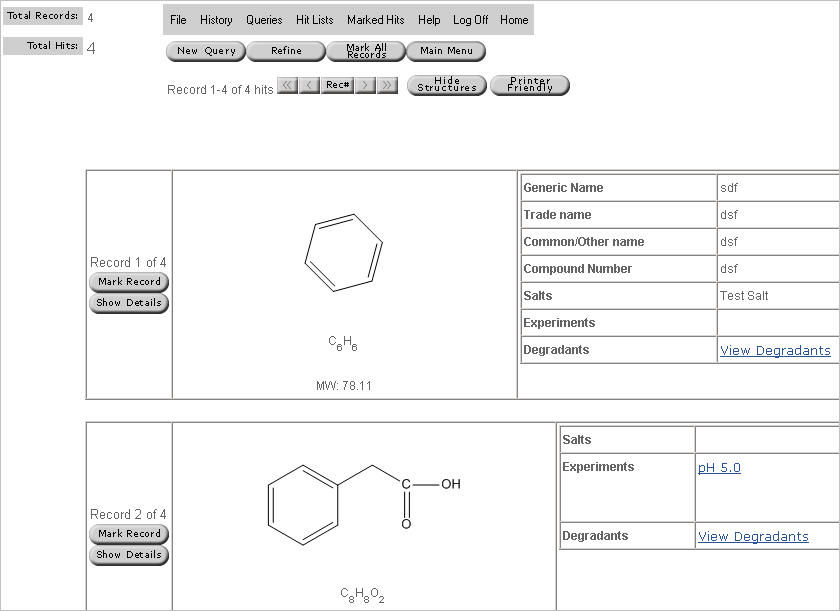 Total Records: 4
File History Queries Hit Lists Marked Hits Help Log Off Home
Total Hits: 4
New Query Refine Mark All Records Main Menu
Record 1-4 of 4 hits << < Rec# > >> Hide Structures Printer Friendly
Record 1 of 4
Mark Record
Show Details
C6H6
MW: 78.11
Generic Name sdf
Trade name dsf
Common/Other name dsf
Compound Number dsf
Salts Test Salt
Experiments
Degradants View Degradants
Record 2 of 4
Mark Record
Show Details
C OH
O
C8H8O2
Salts
Experiments pH 5.0
Degradants View Degradants